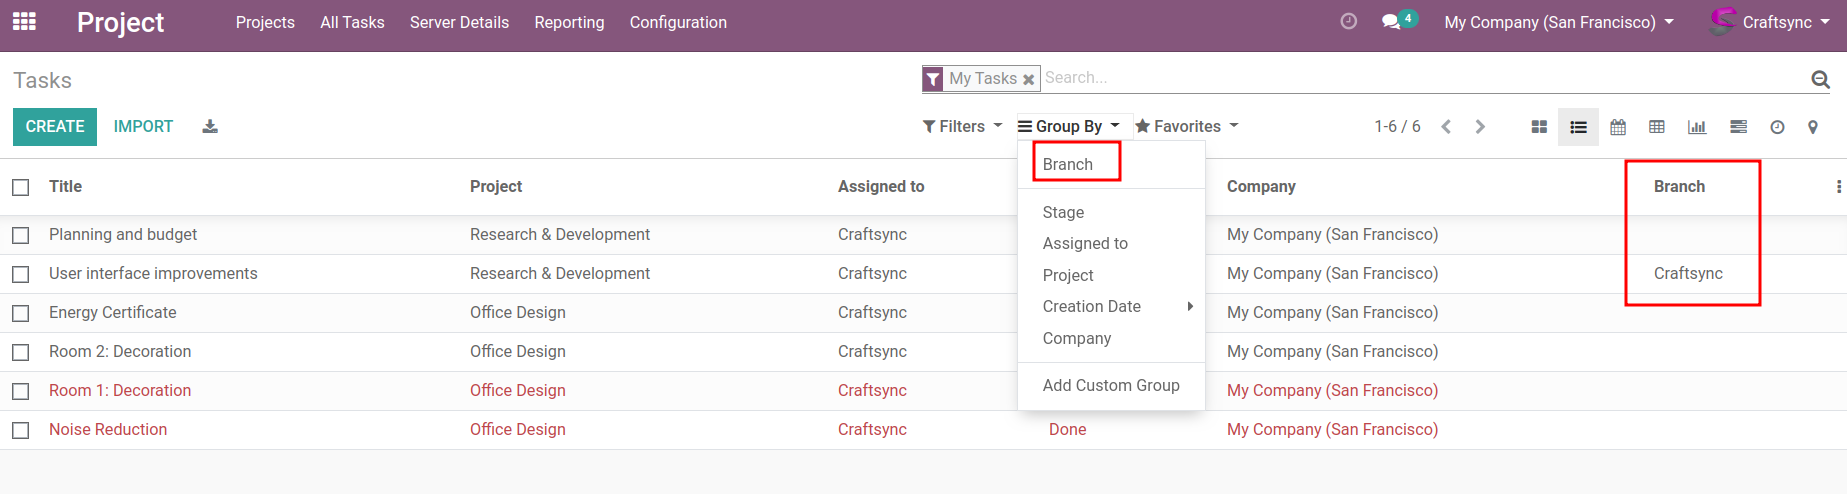 Project Projects All Tasks Server Details Reporting Configuration 4 My Company (San Francisco) Craftsync
Tasks My Tasks Search...
CREATE IMPORT Filters Group By Favorites 1-6 / 6
Branch
Title Project Assigned to Company Branch
Stage
Planning and budget Research & Development Craftsync My Company (San Francisco)
Assigned to
User interface improvements Research & Development Craftsync Project My Company (San Francisco) Craftsync
Energy Certificate Office Design Craftsync Creation Date My Company (San Francisco)
Company
Room 2: Decoration Office Design Craftsync My Company (San Francisco)
Room 1: Decoration Office Design Craftsync Add Custom Group My Company (San Francisco)
Noise Reduction Office Design Craftsync Done My Company (San Francisco)